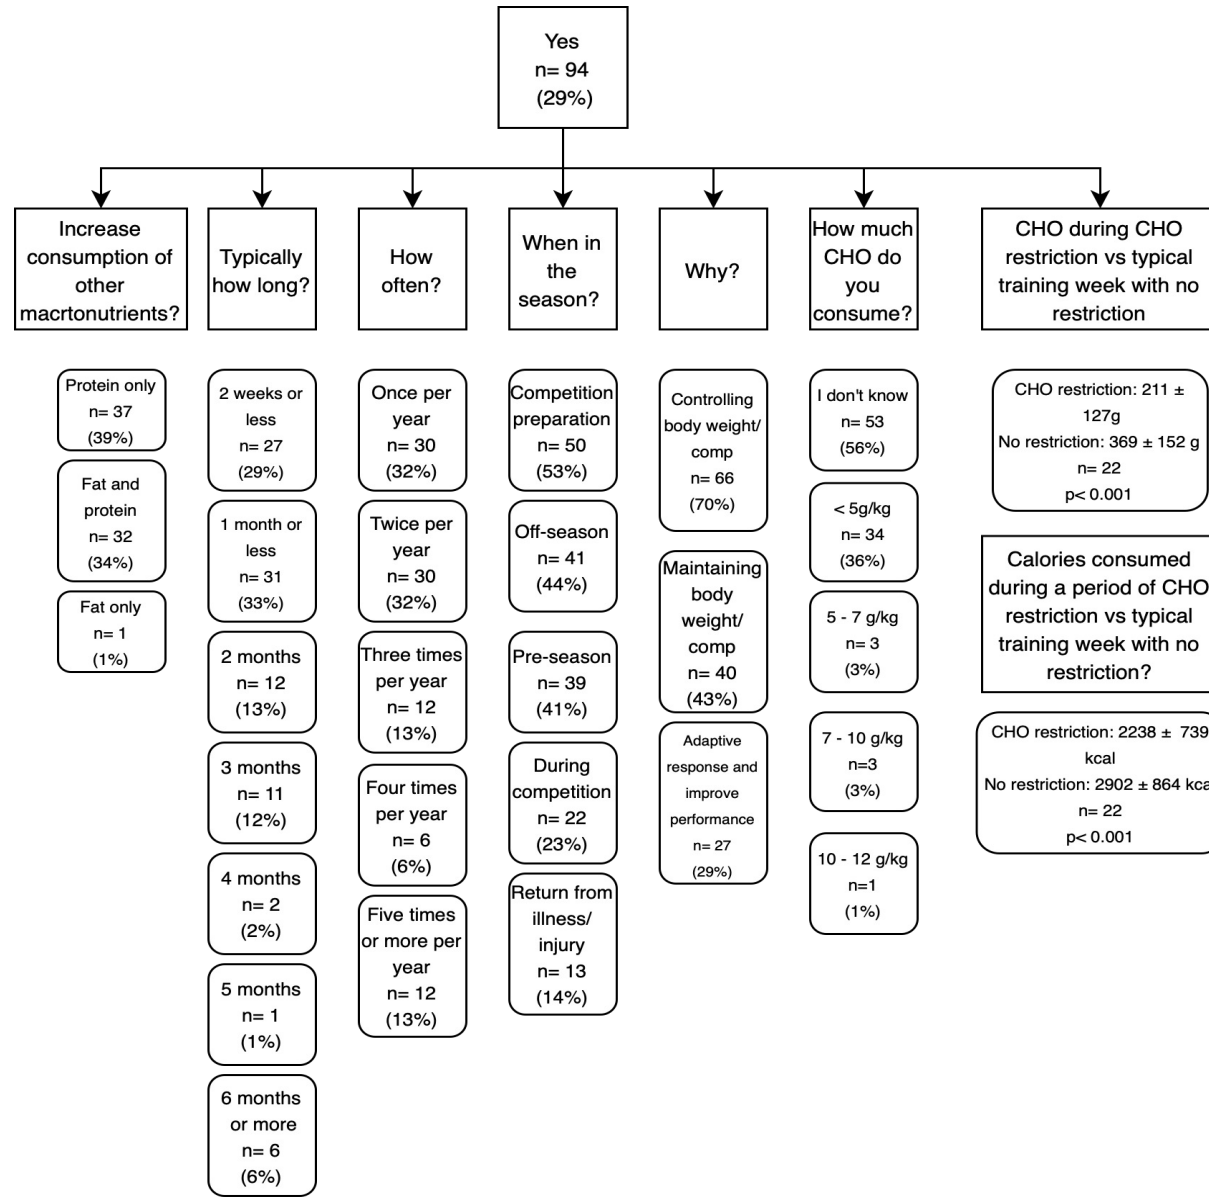 Yes
n= 94
(29%)
Increase
consumption of
other
macrtonutrients?
Protein only
n= 37
(39%)
Fat and
protein
n= 32
(34%)
Fat only
n= 1
(1%)
Typically
how long?
2 weeks or
less
n= 27
(29%)
1 month or
less
n= 31
(33%)
2 months
n= 12
(13%)
3 months
n= 11
(12%)
4 months
n= 2
(2%)
5 months
n= 1
(1%)
6 months
or more
n= 6
(6%)
How
often?
Once per
year
n= 30
(32%)
Twice per
year
n= 30
(32%)
Three times
per year
n= 12
(13%)
Four times
per year
n= 6
(6%)
Five times
or more per
year
n= 12
(13%)
When in
the
season?
Competition
preparation
n= 50
(53%)
Off-season
n= 41
(44%)
Pre-season
n= 39
(41%)
During
competition
n= 22
(23%)
Return from
illness/
injury
n= 13
(14%)
Why?
Controlling
body weight/
comp
n= 66
(70%)
Maintaining
body
weight/
comp
n= 40
(43%)
Adaptive
response and
improve
performance
n= 27
(29%)
How much
CHO do
you
consume?
I don't know
n= 53
(56%)
< 5g/kg
n= 34
(36%)
5 - 7 g/kg
n= 3
(3%)
7 - 10 g/kg
n=3
(3%)
10 - 12 g/kg
n=1
(1%)
CHO during CHO
restriction vs typical
training week with no
restriction
CHO restriction: 211 ±
127g
No restriction: 369 ± 152 g
n= 22
p< 0.001
Calories consumed
during a period of CHO
restriction vs typical
training week with no
restriction?
CHO restriction: 2238 ± 739
kcal
No restriction: 2902 ± 864 kca
n= 22
p< 0.001